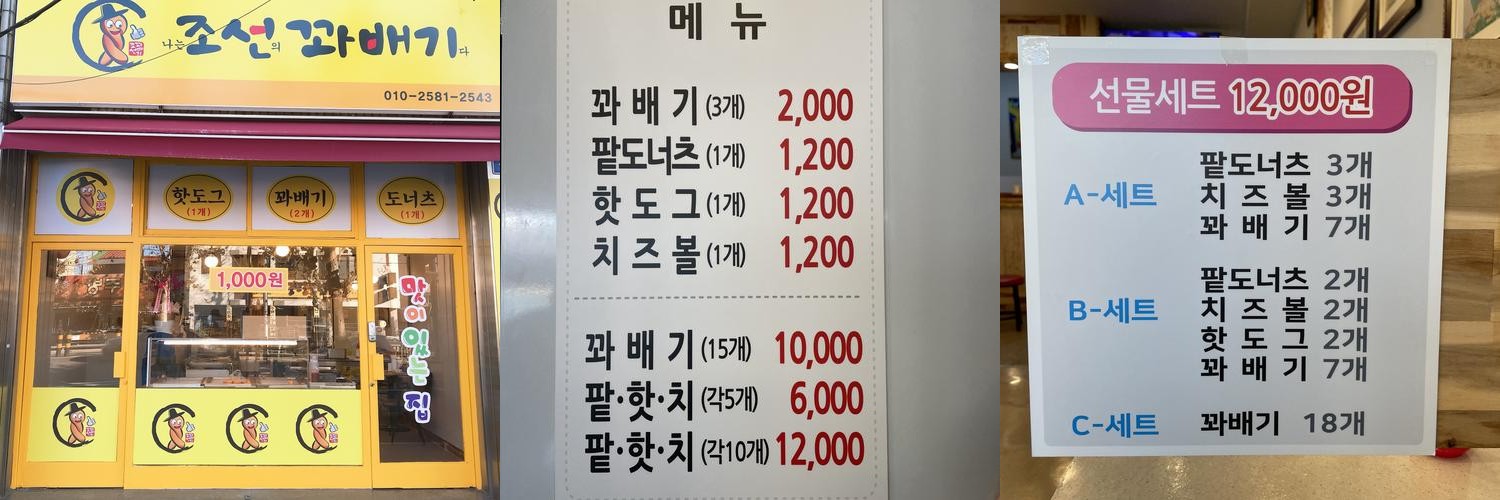 나는 조선의 꽈배기다
010-2581-2543
핫도그
(1개)
꽈배기
(2개)
도너츠
(1개)
1,000원
맛이 있는 집
메 뉴
꽈 배 기 (3개) 2,000
팥도너츠 (1개) 1,200
핫 도 그 (1개) 1,200
치 즈 볼 (1개) 1,200
꽈 배 기 (15개) 10,000
팥·핫·치 (각5개) 6,000
팥·핫·치 (각10개) 12,000
선물세트 12,000원
A-세트
팥도너츠 3개
치 즈 볼 3개
꽈 배 기 7개
B-세트
팥도너츠 2개
치 즈 볼 2개
핫 도 그 2개
꽈 배 기 7개
C-세트 꽈배기 18개